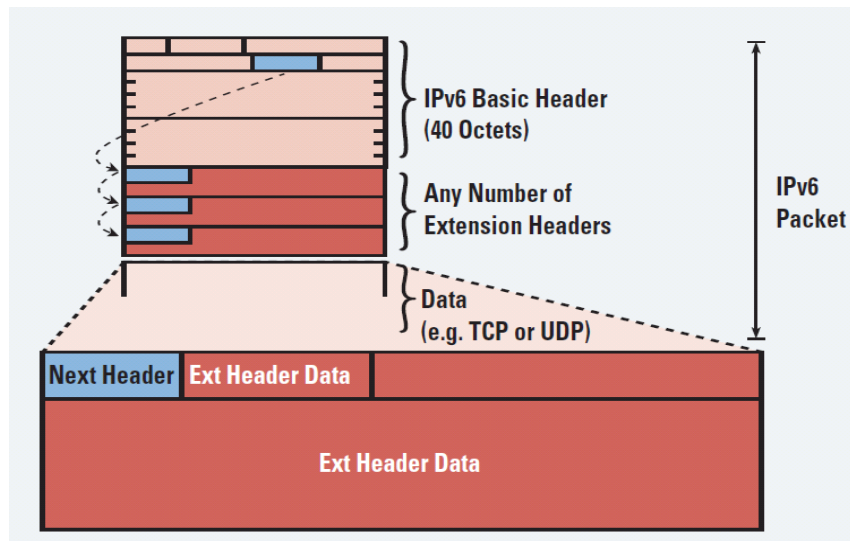 IPv6 Basic Header
(40 Octets)
Any Number of
Extension Headers
IPv6
Packet
Data
(e.g. TCP or UDP)
Next Header
Ext Header Data
Ext Header Data